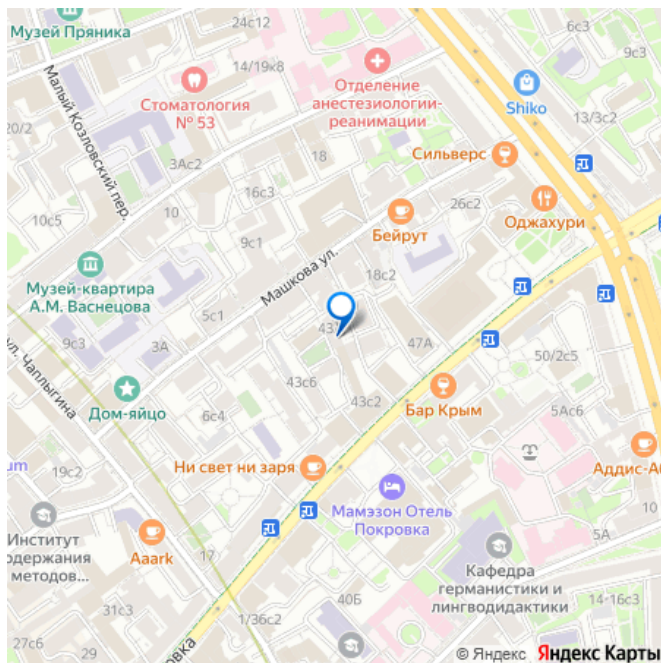 Музей Пряника
24с12
6с3
9с3
14/19к8
Стоматология
№ 53
Отделение
анестезиологии-
реанимации
Shiko
13/3с2
20/2
Малый Козловский пер.
3Ас2
18
Сильверс
16с3
10
26с2
Оджахури
10с5
9с1
Бейрут
Музей-квартира
А.М. Васнецова
Машкова ул.
18с2
5с1
9с3
3А
43
47А
50/2с5
ул. Чаплыгина
43с6
Дом-яйцо
6с4
43с2
Бар Крым
5Ас6
Ни свет ни заря
19с2
Мамэзон Отель
Покровка
Аддис-Аб
10
Институт
содержания
и методов...
Aaark
17
5А
Кафедра
германистики и
лингводидактики
31с3
1/36с2
40Б
14-16с3
27с6
29
© Яндекс Яндекс Карты